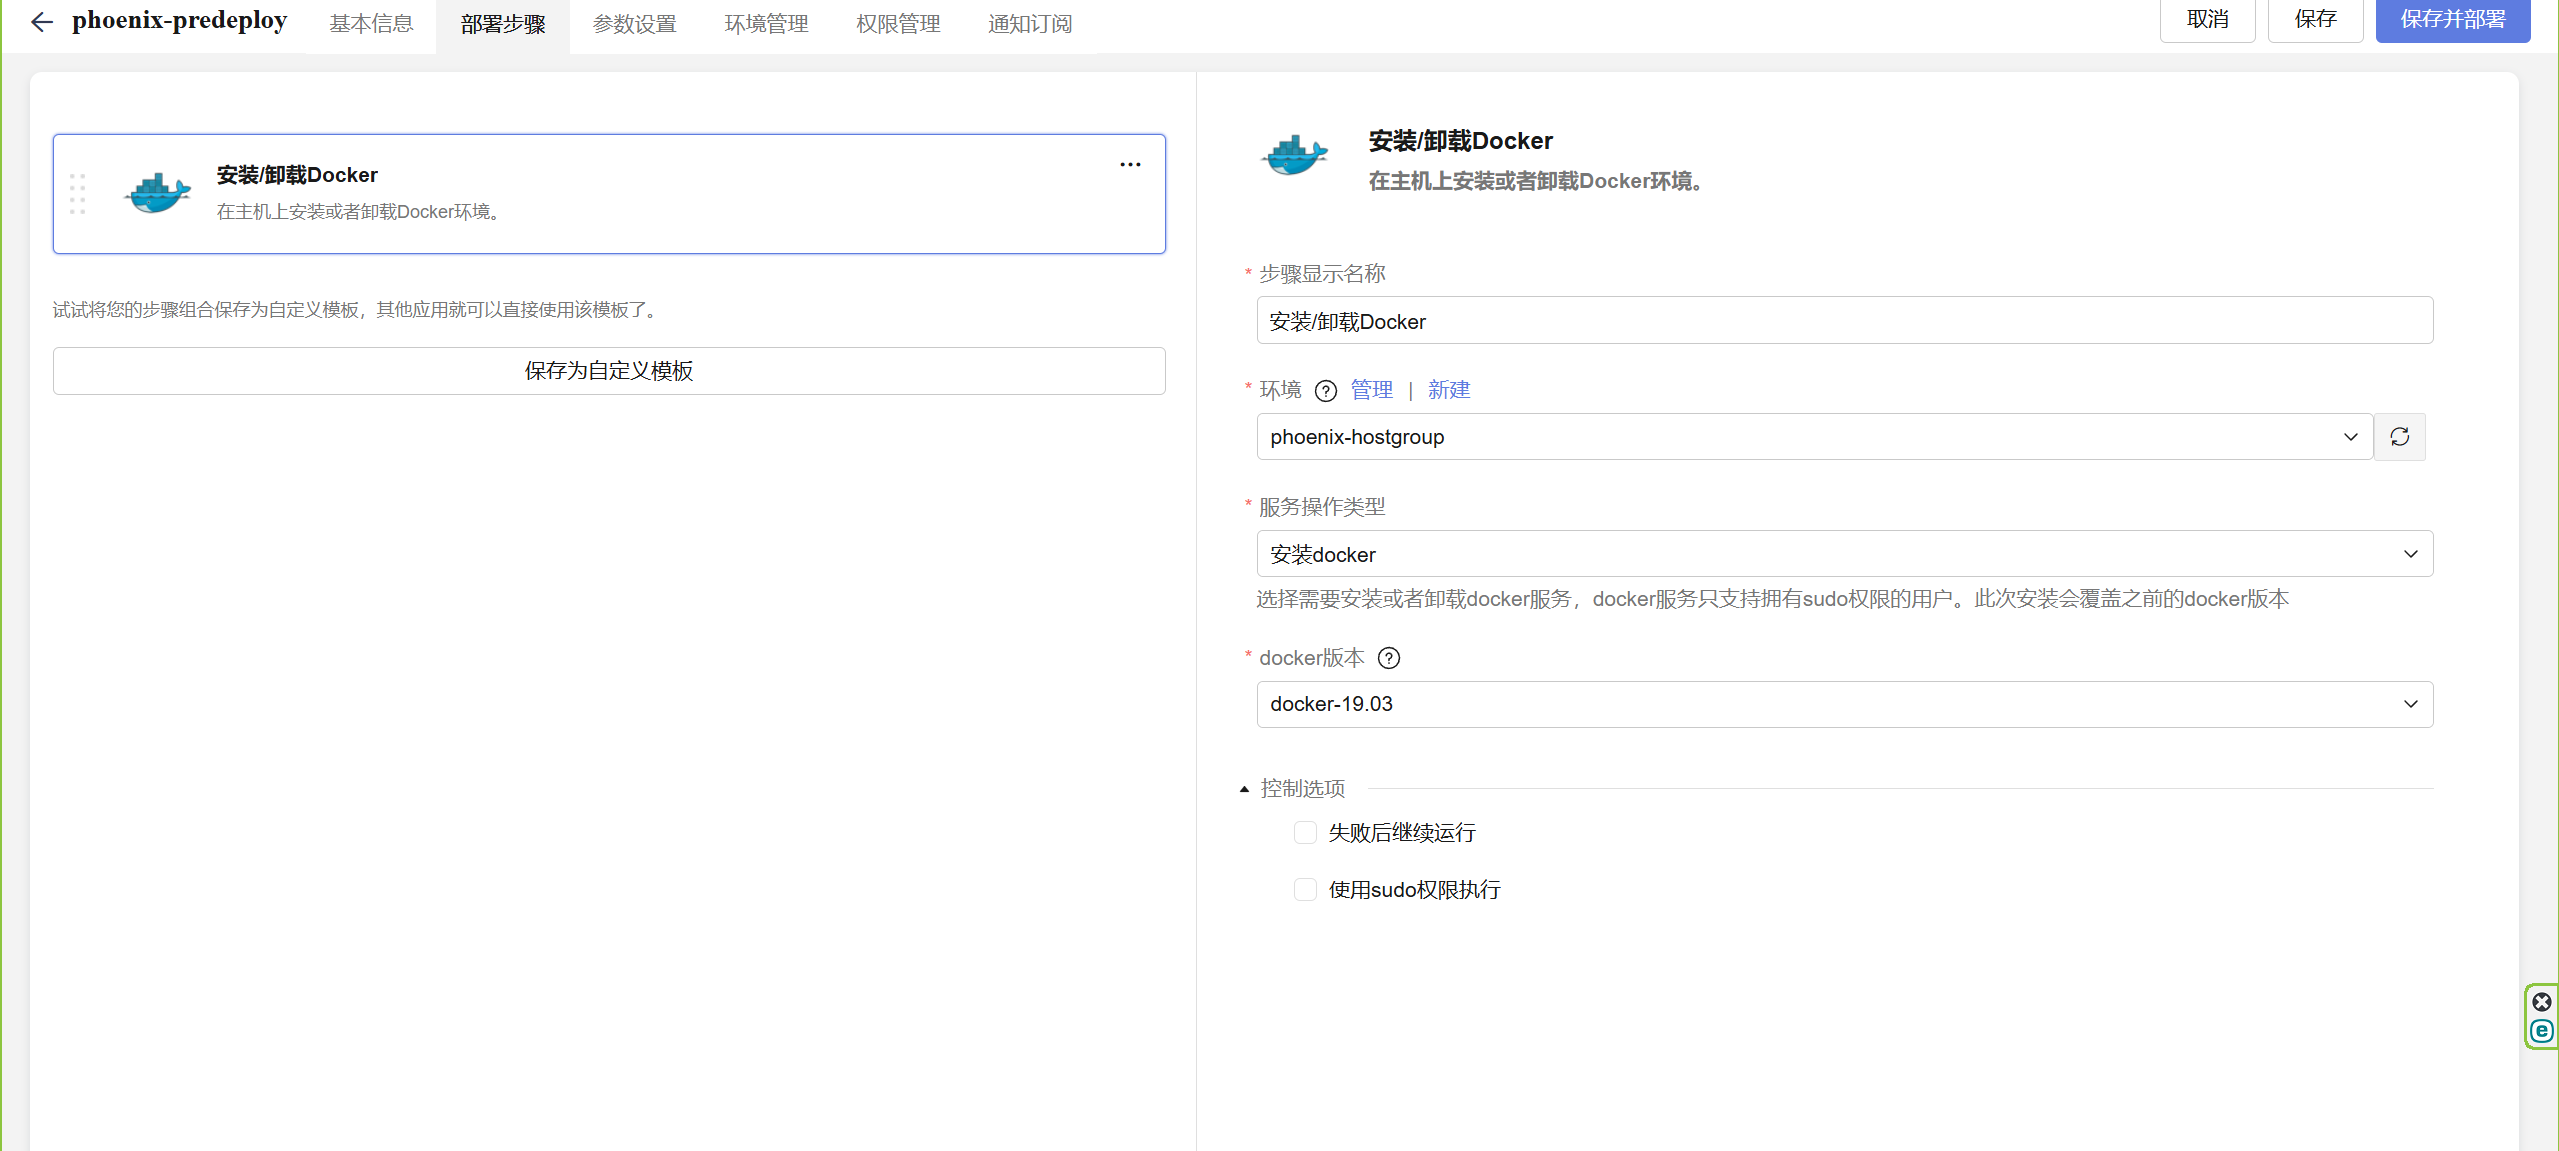 phoenix-predeploy
基本信息
部署步骤
参数设置
环境管理
权限管理
通知订阅
取消
保存
保存并部署
安装/卸载Docker
在主机上安装或者卸载Docker环境。
试试将您的步骤组合保存为自定义模板，其他应用就可以直接使用该模板了。
保存为自定义模板
安装/卸载Docker
在主机上安装或者卸载Docker环境。
* 步骤显示名称
安装/卸载Docker
* 环境 ? 管理 | 新建
phoenix-hostgroup
* 服务操作类型
安装docker
选择需要安装或者卸载docker服务，docker服务只支持拥有sudo权限的用户。此次安装会覆盖之前的docker版本
* docker版本 ?
docker-19.03
控制选项
失败后继续运行
使用sudo权限执行
e